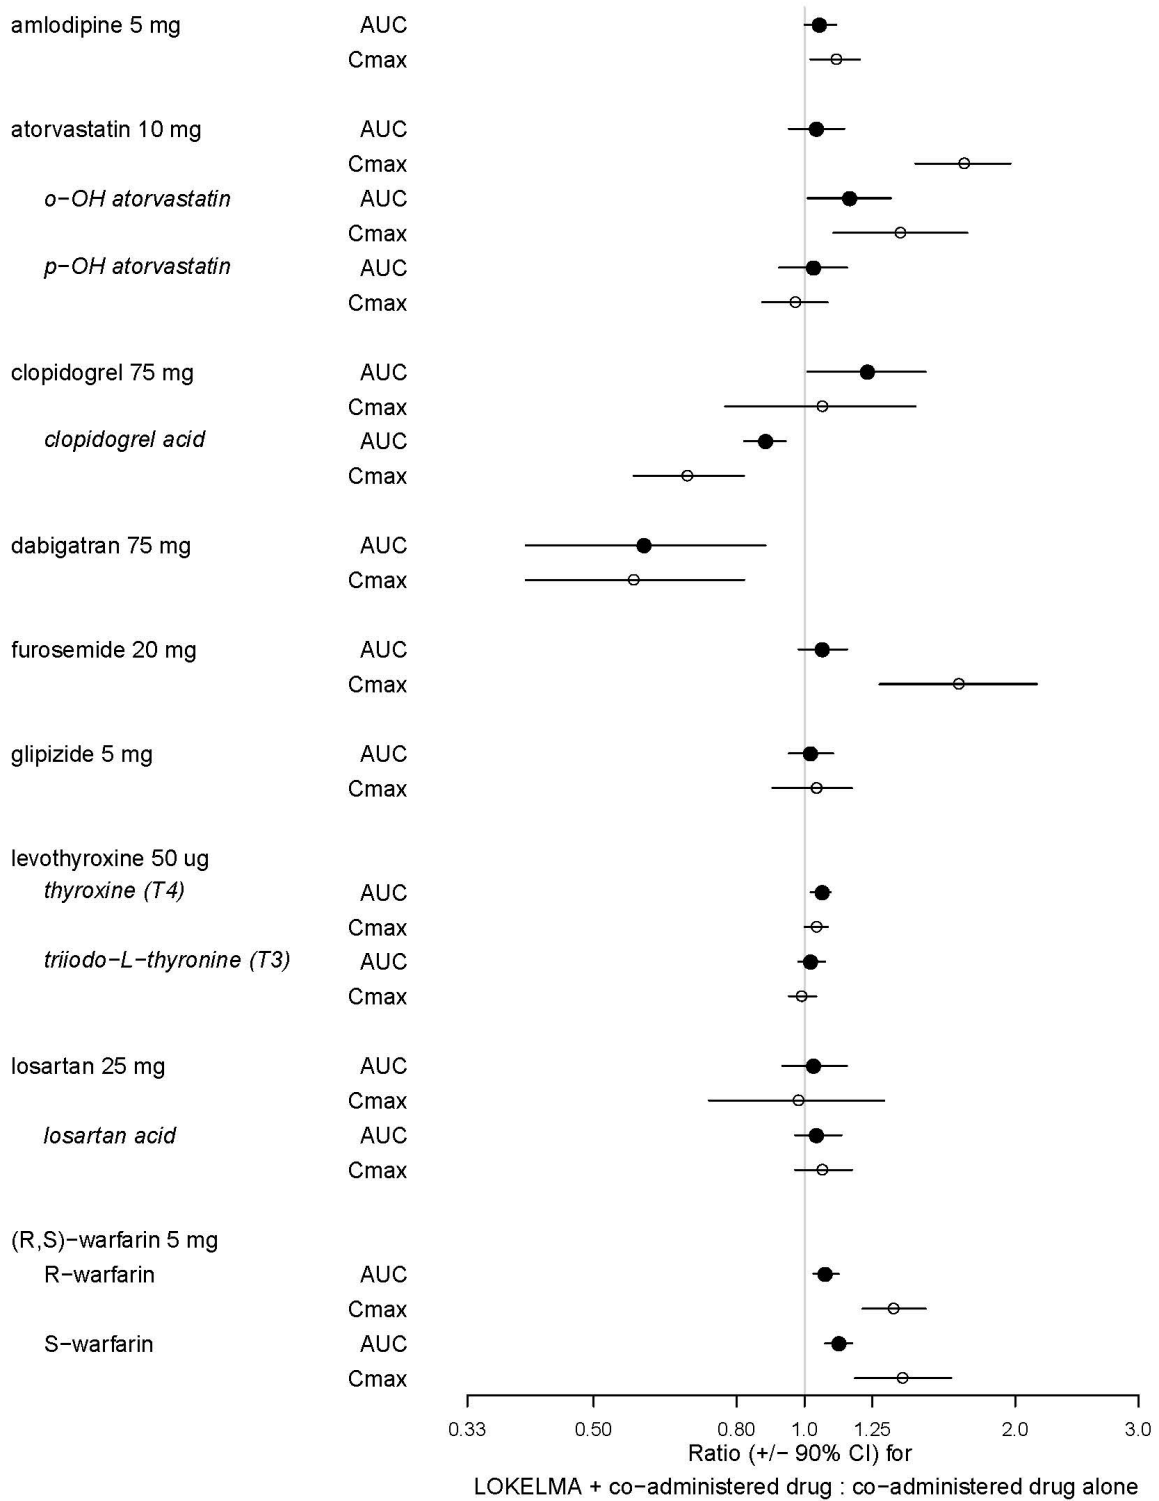 amlodipine 5 mg AUC
Cmax
atorvastatin 10 mg AUC
Cmax
o−OH atorvastatin AUC
Cmax
p−OH atorvastatin AUC
Cmax
clopidogrel 75 mg AUC
Cmax
clopidogrel acid AUC
Cmax
dabigatran 75 mg AUC
Cmax
furosemide 20 mg AUC
Cmax
glipizide 5 mg AUC
Cmax
levothyroxine 50 ug
thyroxine (T4) AUC
Cmax
triiodo−L−thyronine (T3) AUC
Cmax
losartan 25 mg AUC
Cmax
losartan acid AUC
Cmax
(R,S)−warfarin 5 mg
R−warfarin AUC
Cmax
S−warfarin AUC
Cmax
0.33 0.50 0.80 1.0 1.25 2.0 3.0
Ratio (+/− 90% CI) for
LOKELMA + co−administered drug : co−administered drug alone